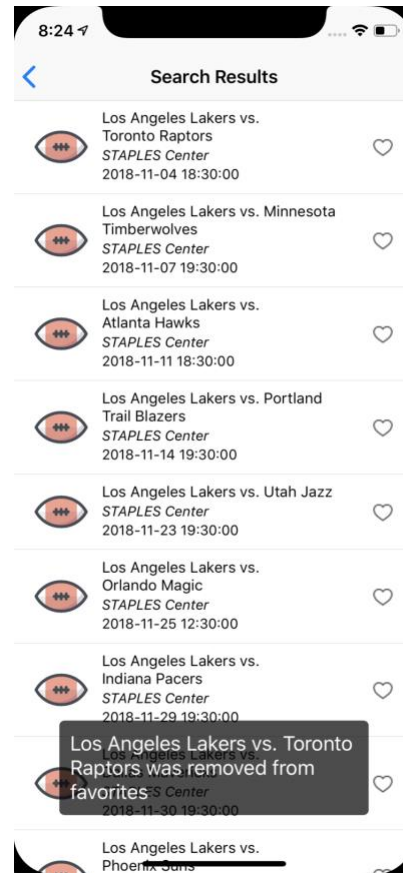 8:24
Search Results
Los Angeles Lakers vs.
Toronto Raptors
STAPLES Center
2018-11-04 18:30:00
Los Angeles Lakers vs. Minnesota
Timberwolves
STAPLES Center
2018-11-07 19:30:00
Los Angeles Lakers vs.
Atlanta Hawks
STAPLES Center
2018-11-11 18:30:00
Los Angeles Lakers vs. Portland
Trail Blazers
STAPLES Center
2018-11-14 19:30:00
Los Angeles Lakers vs. Utah Jazz
STAPLES Center
2018-11-23 19:30:00
Los Angeles Lakers vs.
Orlando Magic
STAPLES Center
2018-11-25 12:30:00
Los Angeles Lakers vs.
Indiana Pacers
STAPLES Center
2018-11-29 19:30:00
Los Angeles Lakers vs. Toronto
Raptors was removed from
favorites
Los Angeles Lakers vs.
STAPLES Center
2018-11-30 19:30:00
Los Angeles Lakers vs.
Phoenix Suns